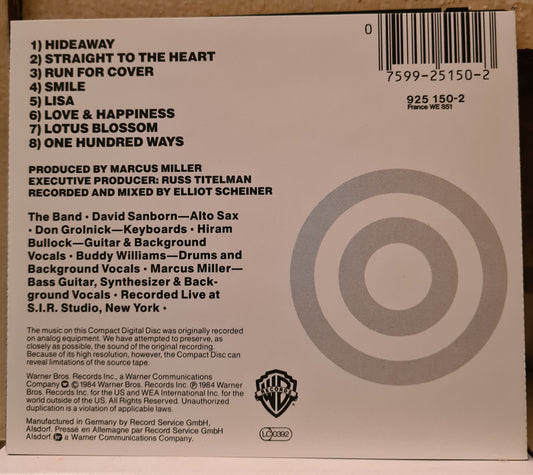 0
1) HIDEAWAY
2) STRAIGHT TO THE HEART
3) RUN FOR COVER
4) SMILE
5) LISA
6) LOVE & HAPPINESS
7) LOTUS BLOSSOM
8) ONE HUNDRED WAYS
7599-25150-2
925 150-2
France WE 851
PRODUCED BY MARCUS MILLER
EXECUTIVE PRODUCER: RUSS TITELMAN
RECORDED AND MIXED BY ELLIOT SCHEINER
The Band • David Sanborn—Alto Sax
• Don Grolnick—Keyboards • Hiram
Bullock—Guitar & Background
Vocals • Buddy Williams—Drums and
Background Vocals • Marcus Miller—
Bass Guitar, Synthesizer & Back-
ground Vocals • Recorded Live at
S.I.R. Studio, New York •
The music on this Compact Digital Disc was originally recorded
on analog equipment. We have attempted to preserve, as
closely as possible, the sound of the original recording.
Because of its high resolution, however, the Compact Disc can
reveal limitations of the source tape.
Warner Bros. Records Inc., a Warner Communications
Company © 1984 Warner Bros. Records Inc. ℗ 1984 Warner
Bros. Records Inc. for the US and WEA International Inc. for the
world outside of the US. All Rights Reserved. Unauthorized
duplication is a violation of applicable laws.
Manufactured in Germany by Record Service GmbH
Alsdorf. Pressé en Allemagne par Record Service GmbH
Alsdorf. a Warner Communications Company.
WB
RECORDS
LC 0392